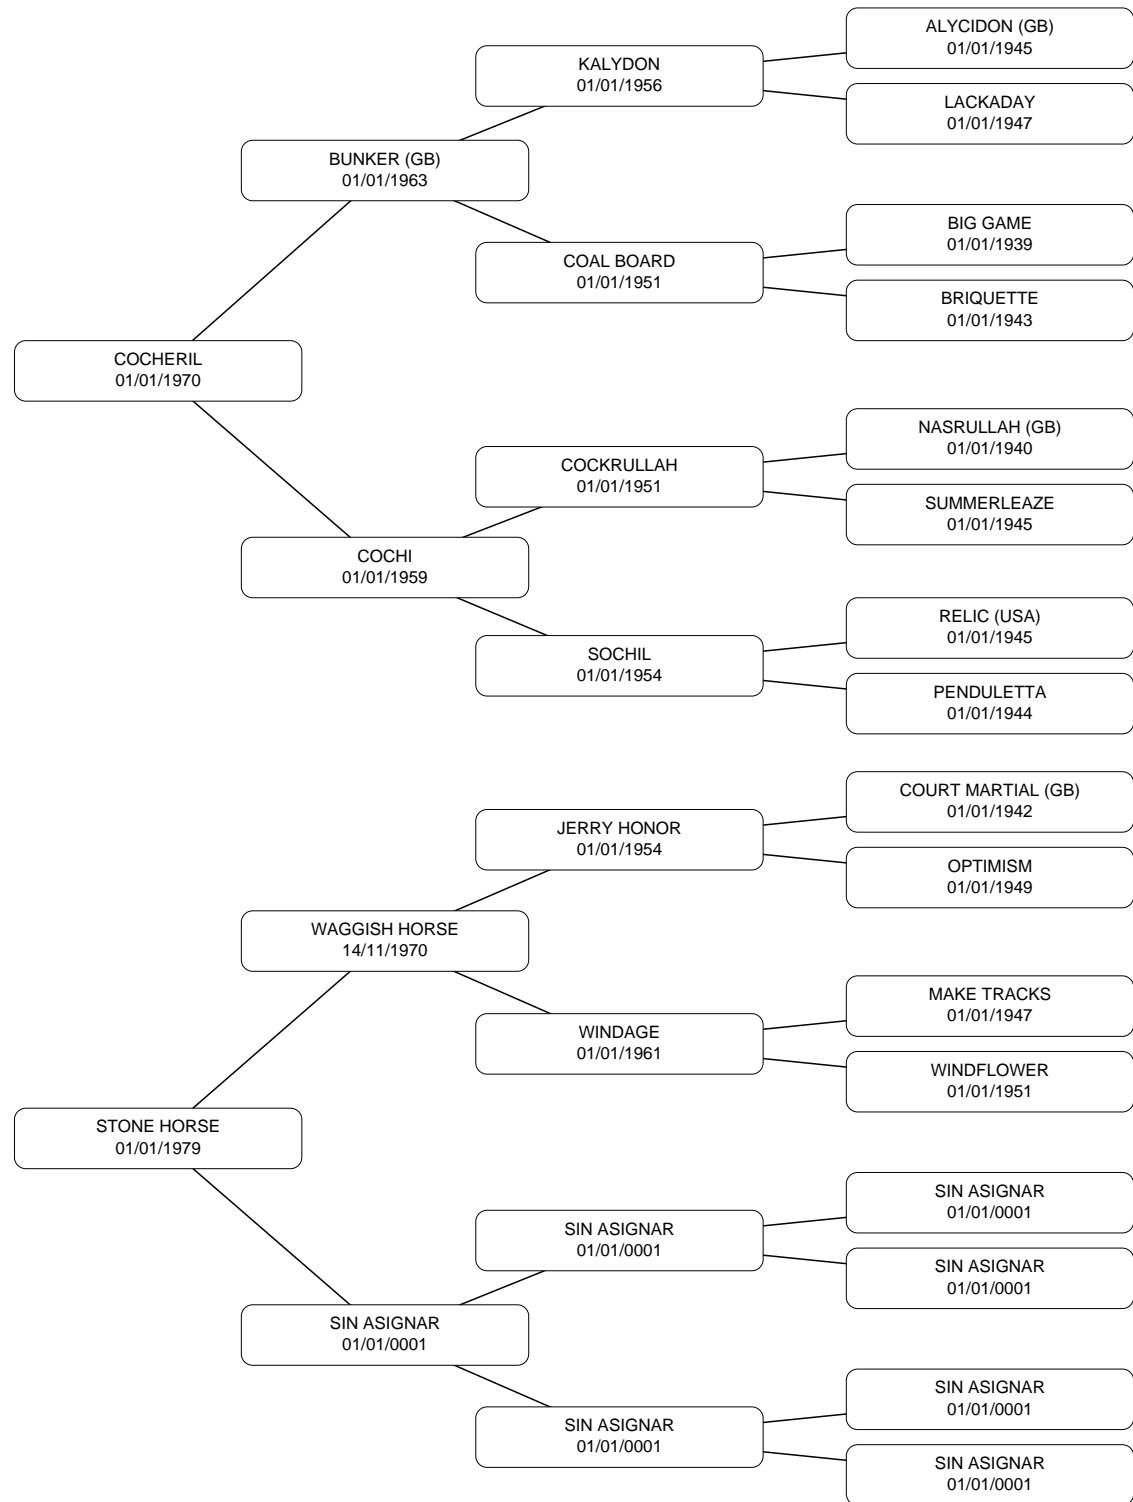 ALYCIDON (GB)
01/01/1945
KALYDON
01/01/1956
LACKADAY
01/01/1947
BUNKER (GB)
01/01/1963
BIG GAME
01/01/1939
COAL BOARD
01/01/1951
BRIQUETTE
01/01/1943
COCHERIL
01/01/1970
NASRULLAH (GB)
01/01/1940
COCKRULLAH
01/01/1951
SUMMERLEAZE
01/01/1945
COCHI
01/01/1959
RELIC (USA)
01/01/1945
SOCHIL
01/01/1954
PENDULETTA
01/01/1944
COURT MARTIAL (GB)
01/01/1942
JERRY HONOR
01/01/1954
OPTIMISM
01/01/1949
WAGGISH HORSE
14/11/1970
MAKE TRACKS
01/01/1947
WINDAGE
01/01/1961
WINDFLOWER
01/01/1951
STONE HORSE
01/01/1979
SIN ASIGNAR
01/01/0001
SIN ASIGNAR
01/01/0001
SIN ASIGNAR
01/01/0001
SIN ASIGNAR
01/01/0001
SIN ASIGNAR
01/01/0001
SIN ASIGNAR
01/01/0001
SIN ASIGNAR
01/01/0001